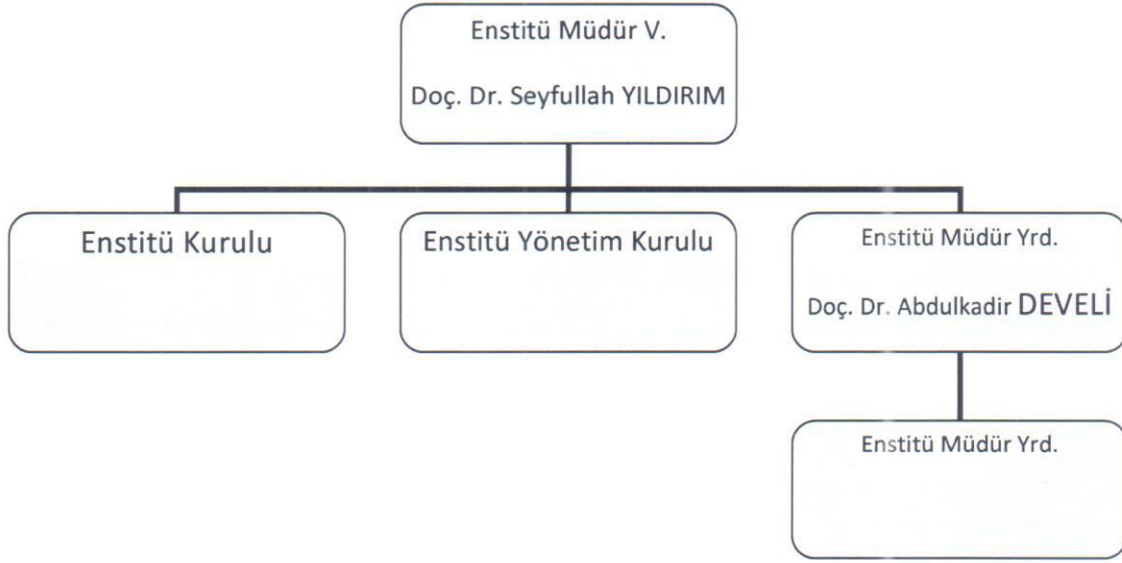 Enstitü Müdür V.
Doç. Dr. Seyfullah YILDIRIM
Enstitü Kurulu
Enstitü Yönetim Kurulu
Enstitü Müdür Yrd.
Doç. Dr. Abdulkadir DEVELİ
Enstitü Müdür Yrd.